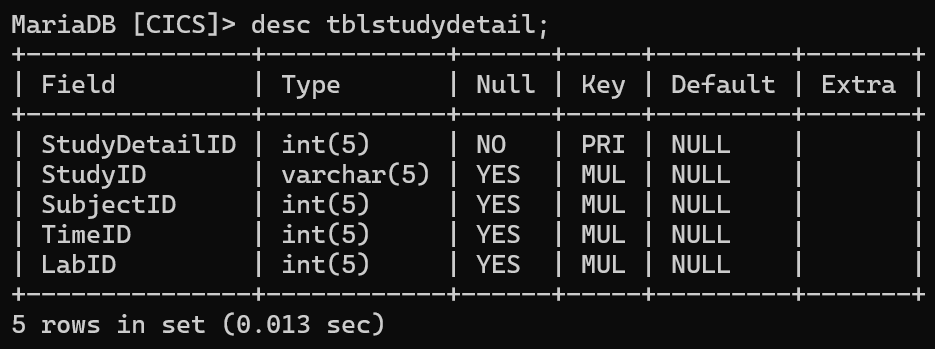 MariaDB [CICS]> desc tblstudydetail;
+---------------+------------+------+-----+---------+-------+
| Field         | Type       | Null | Key | Default | Extra |
+---------------+------------+------+-----+---------+-------+
| StudyDetailID | int(5)     | NO   | PRI | NULL    |       |
| StudyID       | varchar(5) | YES  | MUL | NULL    |       |
| SubjectID     | int(5)     | YES  | MUL | NULL    |       |
| TimeID        | int(5)     | YES  | MUL | NULL    |       |
| LabID         | int(5)     | YES  | MUL | NULL    |       |
+---------------+------------+------+-----+---------+-------+
5 rows in set (0.013 sec)